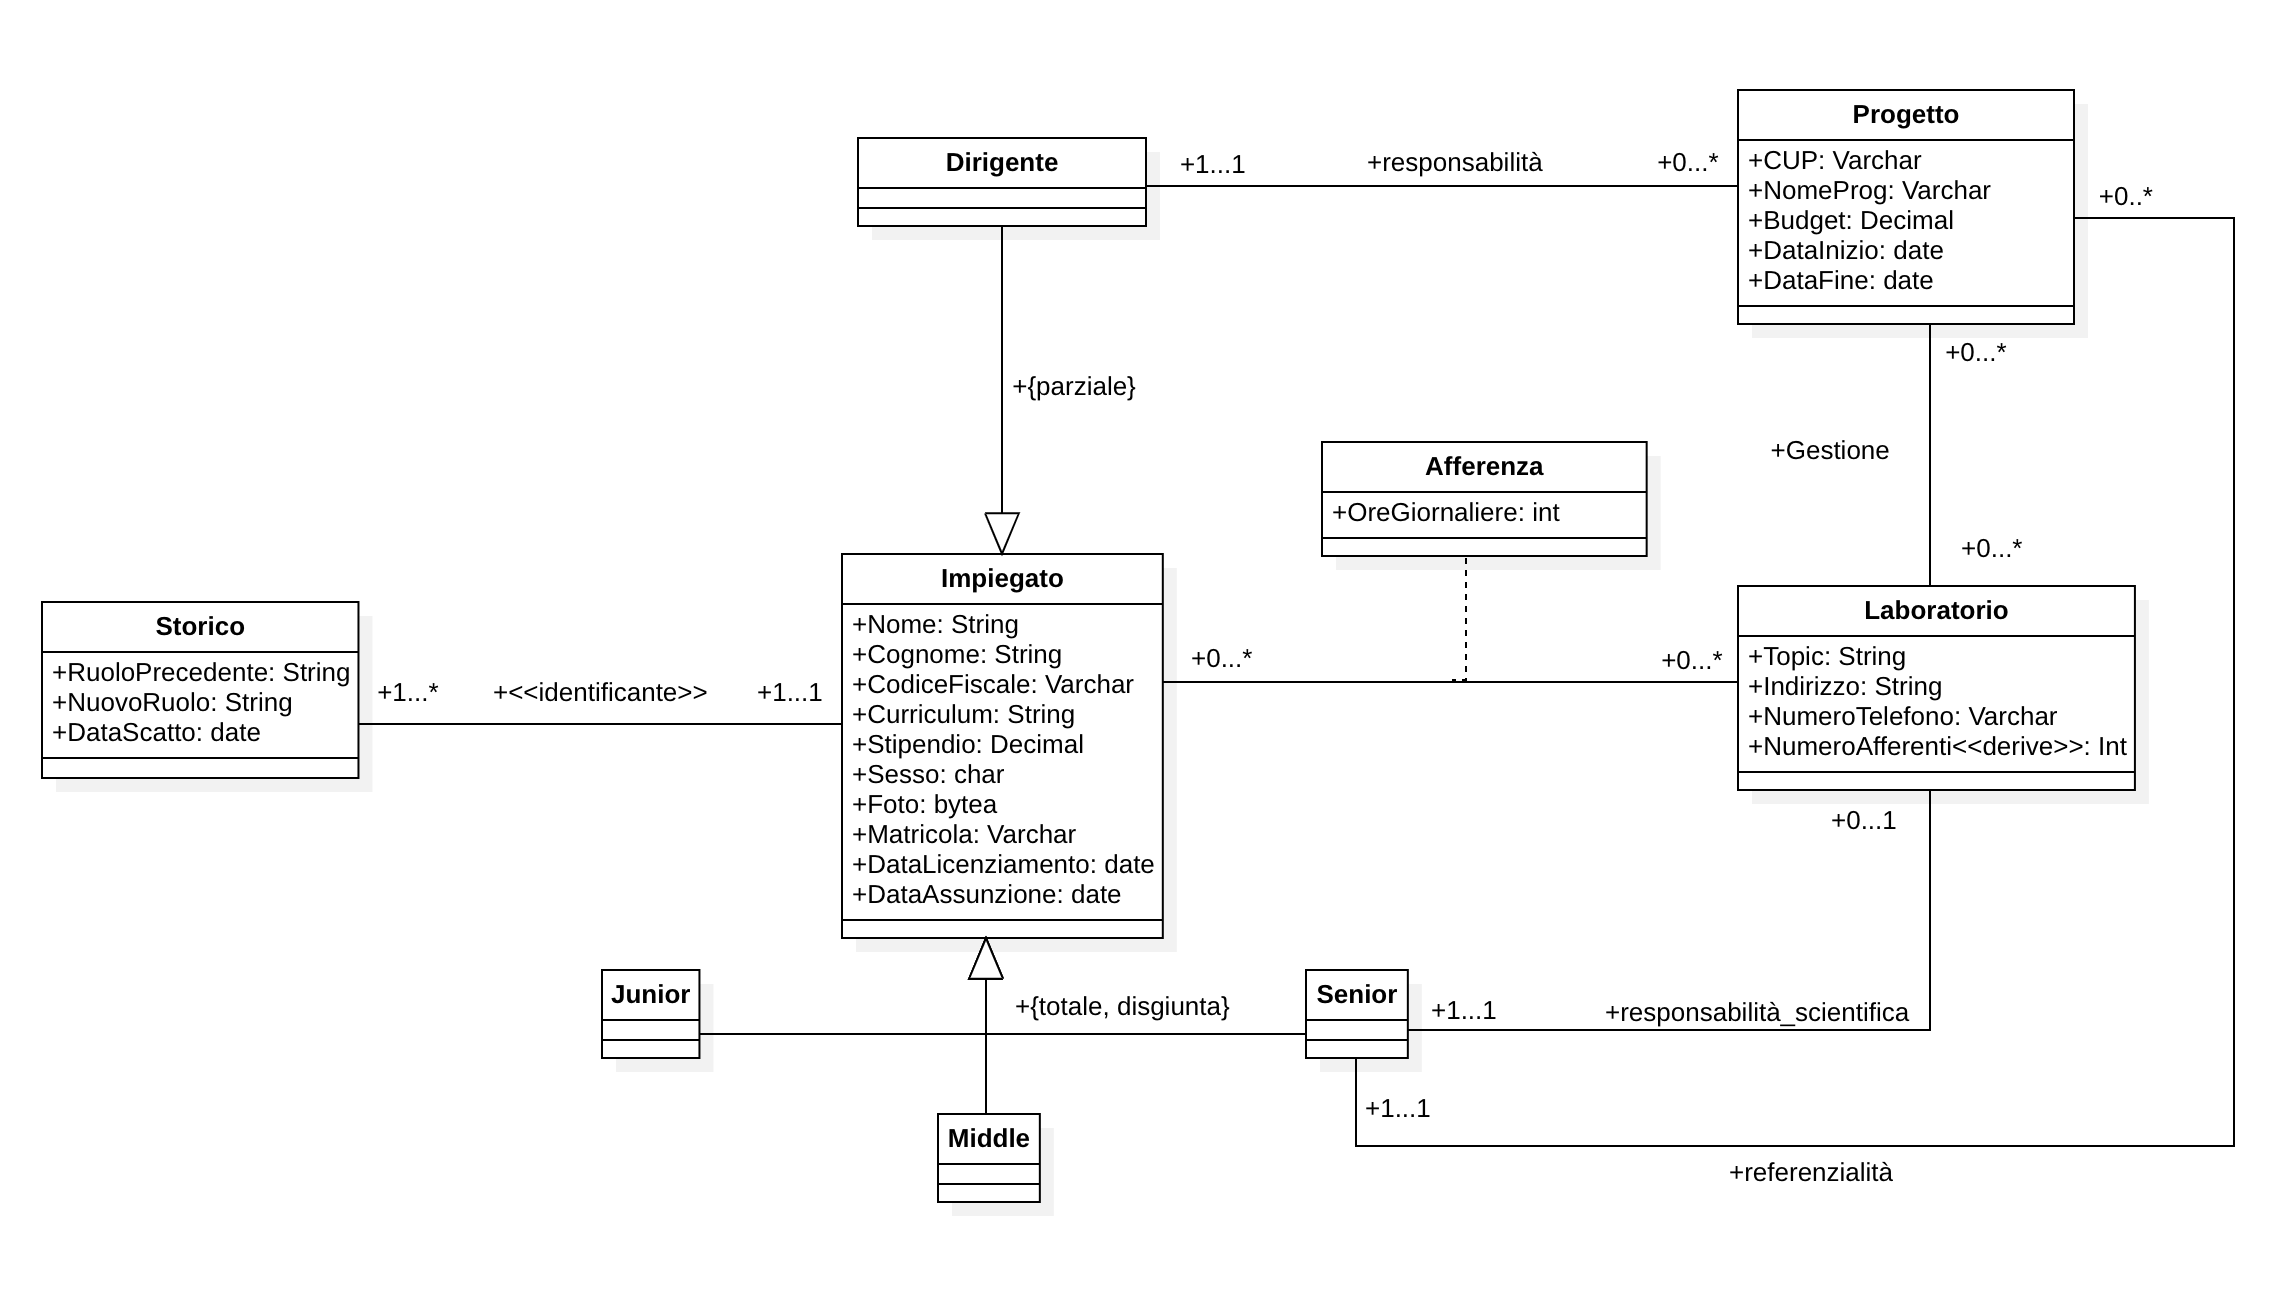 Progetto
+CUP: Varchar
+NomeProg: Varchar
+Budget: Decimal
+DataInizio: date
+DataFine: date
Dirigente
+1...1
+responsabilità
+0...*
+0..*
+0...*
+{parziale}
+Gestione
Afferenza
+OreGiornaliere: int
+0...*
Impiegato
+Nome: String
+Cognome: String
+CodiceFiscale: Varchar
+Curriculum: String
+Stipendio: Decimal
+Sesso: char
+Foto: bytea
+Matricola: Varchar
+DataLicenziamento: date
+DataAssunzione: date
Storico
+RuoloPrecedente: String
+NuovoRuolo: String
+DataScatto: date
+1...*
+<<identificante>>
+1...1
+0...*
+0...*
Laboratorio
+Topic: String
+Indirizzo: String
+NumeroTelefono: Varchar
+NumeroAfferenti<<derive>>: Int
+0...1
Junior
+{totale, disgiunta}
Senior
+1...1
+responsabilità_scientifica
+1...1
Middle
+referenzialità